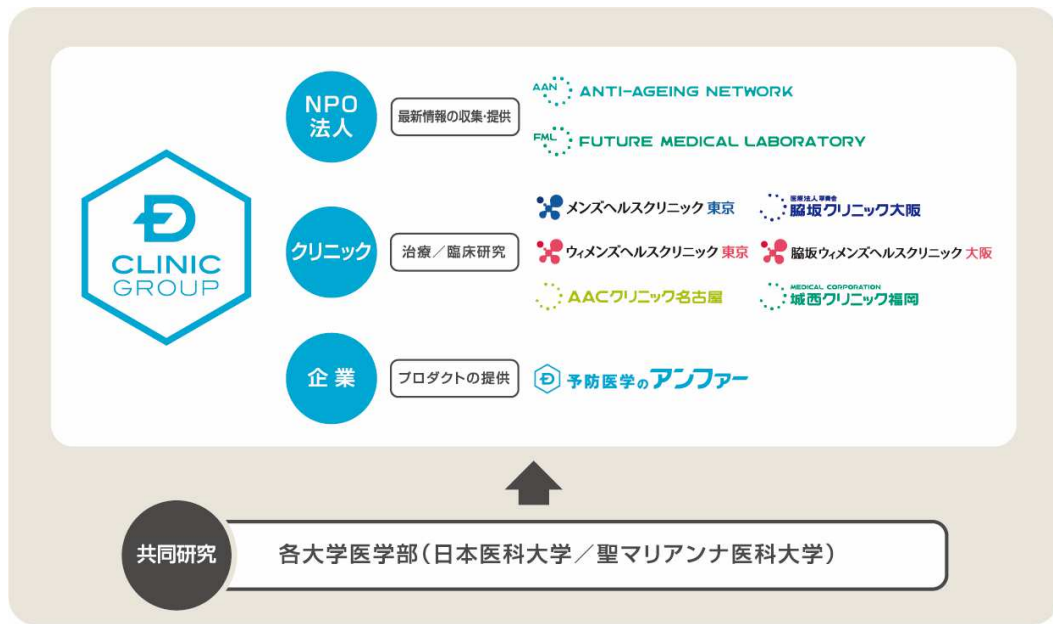 CLINIC
GROUP
NPO
法人
最新情報の収集・提供
AAN ANTI-AGEING NETWORK
FML FUTURE MEDICAL LABORATORY
クリニック
治療／臨床研究
メンズヘルスクリニック 東京
脇坂クリニック大阪
ウィメンズヘルスクリニック 東京
脇坂ウィメンズヘルスクリニック 大阪
AACクリニック名古屋
MEDICAL CORPORATION
城西クリニック福岡
企業
プロダクトの提供
予防医学のアンファー
共同研究
各大学医学部（日本医科大学／聖マリアンナ医科大学）